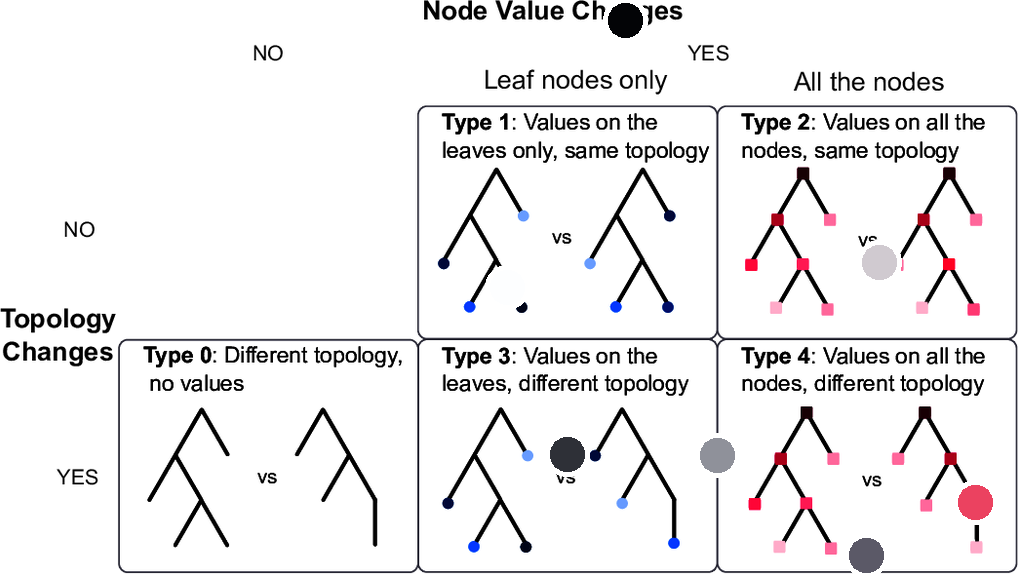 Node Value Changes
NO
YES
Leaf nodes only
All the nodes
Type 1: Values on the
leaves only, same topology
Type 2: Values on all the
nodes, same topology
vs
vs
NO
Topology
Changes
Type 0: Different topology,
no values
Type 3: Values on the
leaves, different topology
Type 4: Values on all the
nodes, different topology
YES
vs
vs
vs